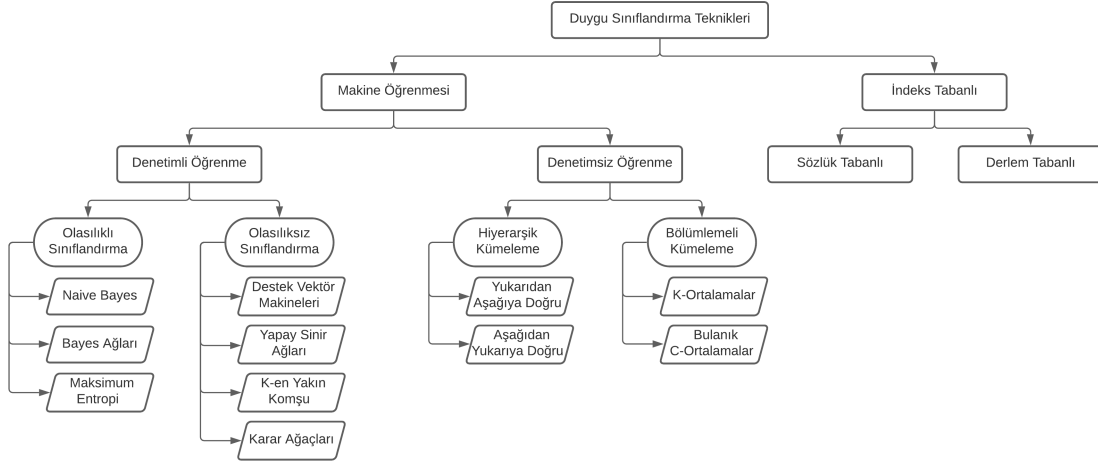 Duygu Sınıflandırma Teknikleri
Makine Öğrenmesi
İndeks Tabanlı
Denetimli Öğrenme
Denetimsiz Öğrenme
Sözlük Tabanlı
Derlem Tabanlı
Olasılıklı
Sınıflandırma
Olasılıksız
Sınıflandırma
Hiyerarşik
Kümeleme
Bölümlemeli
Kümeleme
Naive Bayes
Bayes Ağları
Maksimum
Entropi
Destek Vektör
Makineleri
Yapay Sinir
Ağları
K-en Yakın
Komşu
Karar Ağaçları
Yukarıdan
Aşağıya Doğru
Aşağıdan
Yukarıya Doğru
K-Ortalamalar
Bulanık
C-Ortalamalar